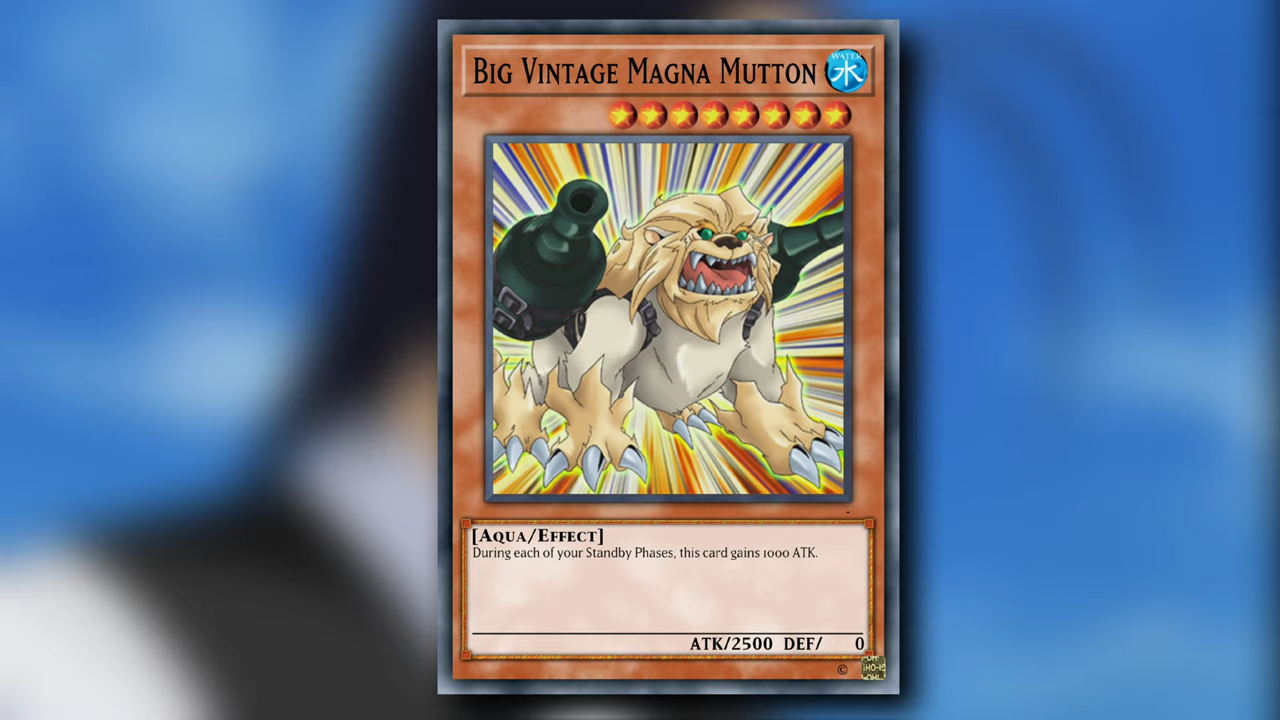 BIG VINTAGE MAGNA MUTTON
WATER
水
[AQUA/EFFECT]
During each of your Standby Phases, this card gains 1000 ATK.
ATK/2500 DEF/ 0
©